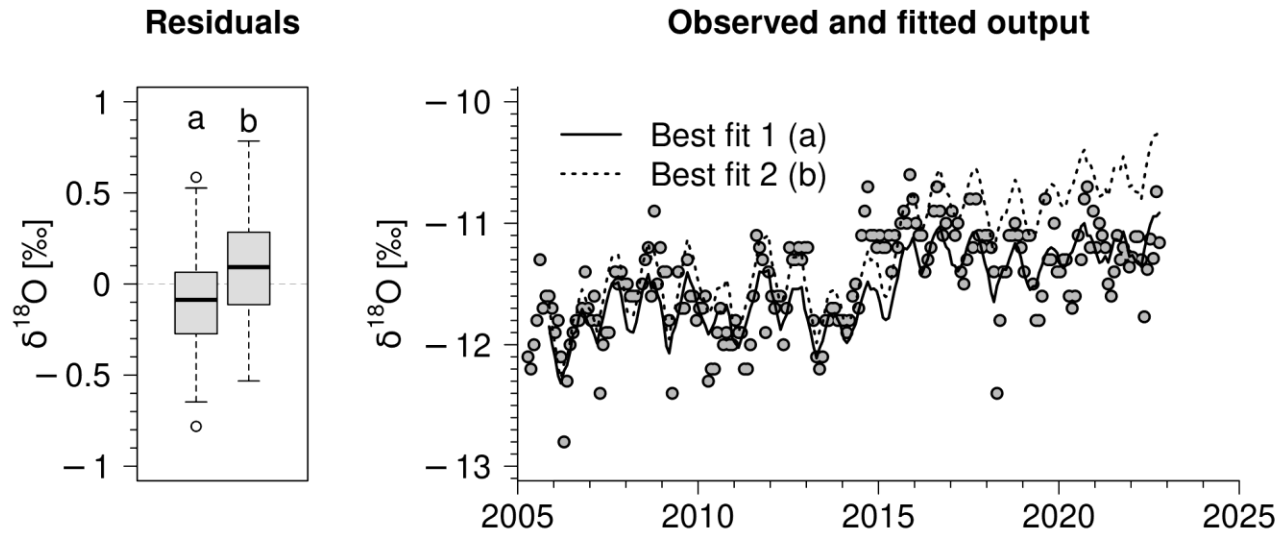 Residuals
Observed and fitted output
δ¹⁸O [‰]
1
0.5
0
−0.5
−1
a b
δ¹⁸O [‰]
−10
−11
−12
−13
Best fit 1 (a)
Best fit 2 (b)
2005 2010 2015 2020 2025